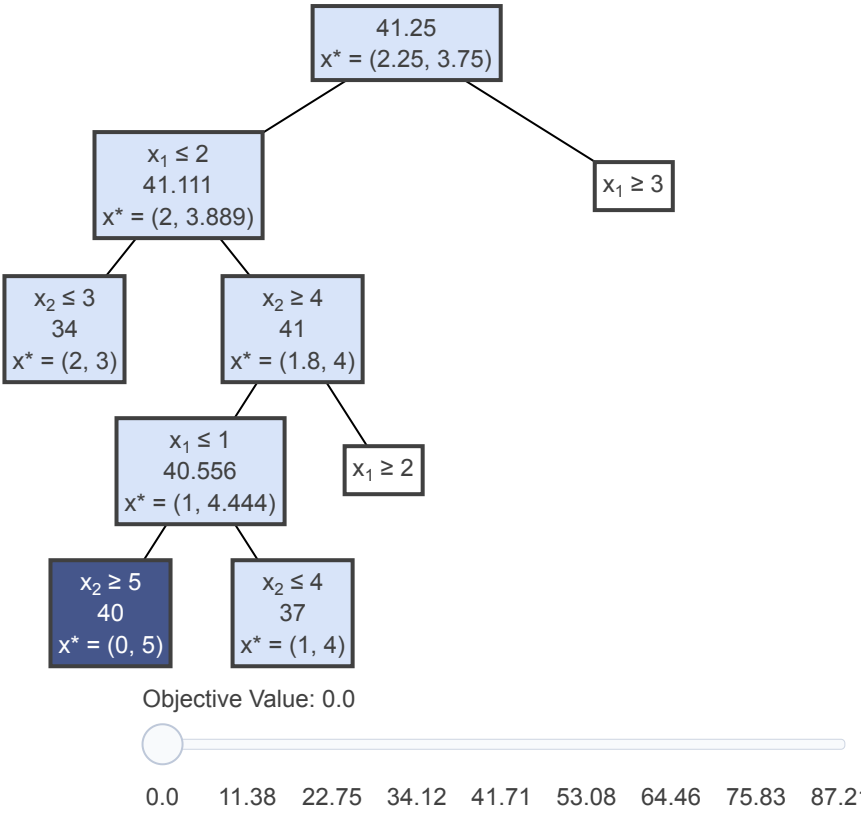 41.25
x* = (2.25, 3.75)
x₁ ≤ 2
41.111
x* = (2, 3.889)
x₁ ≥ 3
x₂ ≤ 3
34
x* = (2, 3)
x₂ ≥ 4
41
x* = (1.8, 4)
x₁ ≤ 1
40.556
x* = (1, 4.444)
x₁ ≥ 2
x₂ ≥ 5
40
x* = (0, 5)
x₂ ≤ 4
37
x* = (1, 4)
Objective Value: 0.0
0.0 11.38 22.75 34.12 41.71 53.08 64.46 75.83 87.21